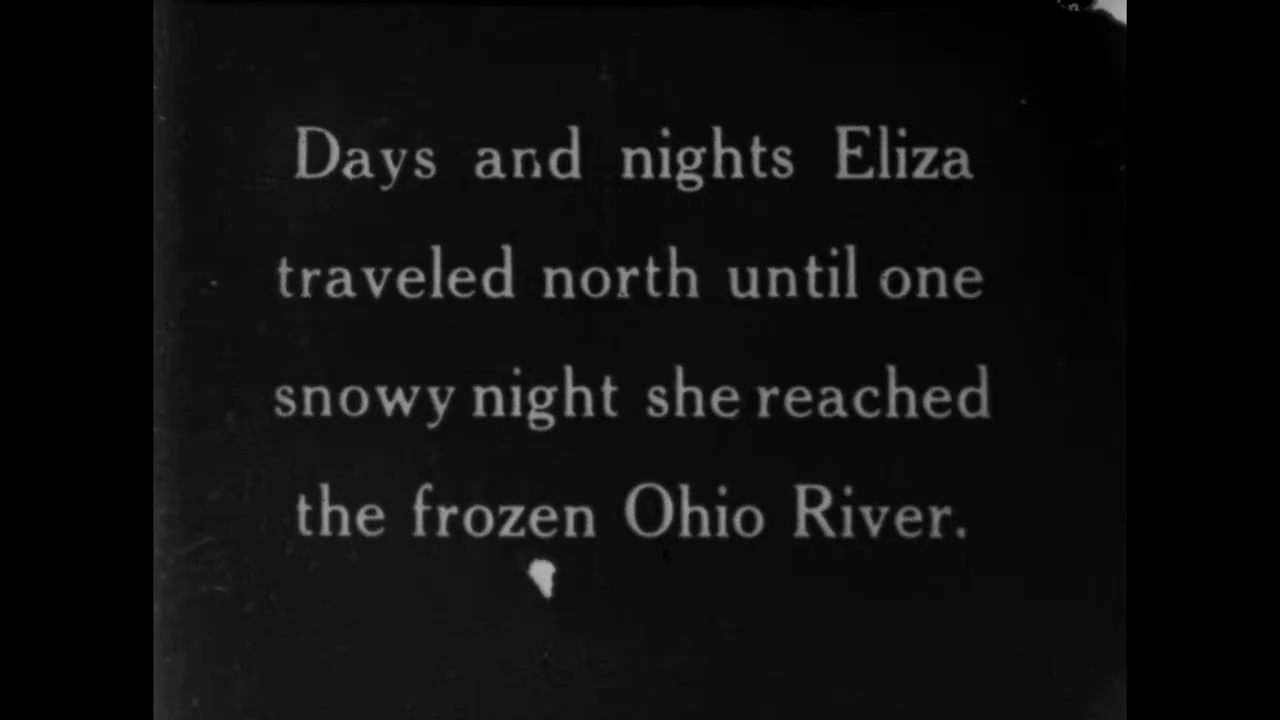 Days and nights Eliza
traveled north until one
snowy night she reached
the frozen Ohio River.